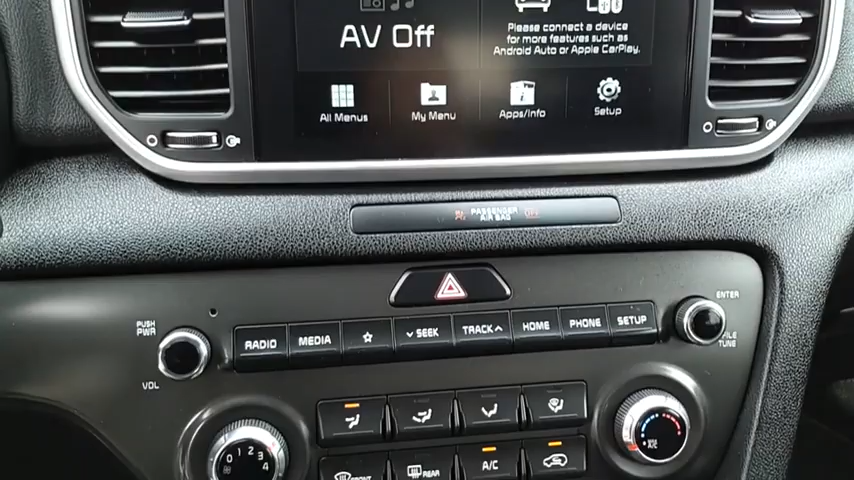 AV Off
Please connect a device
for more features such as
Android Auto or Apple CarPlay.
All Menus
My Menu
Apps/Info
Setup
PASSENGER
AIR BAG
OFF
PUSH
PWR
VOL
RADIO
MEDIA
SEEK
TRACK
HOME
PHONE
SETUP
ENTER
FILE
TUNE
0 1 2 3 4
FRONT
REAR
A/C
MAX
A/C